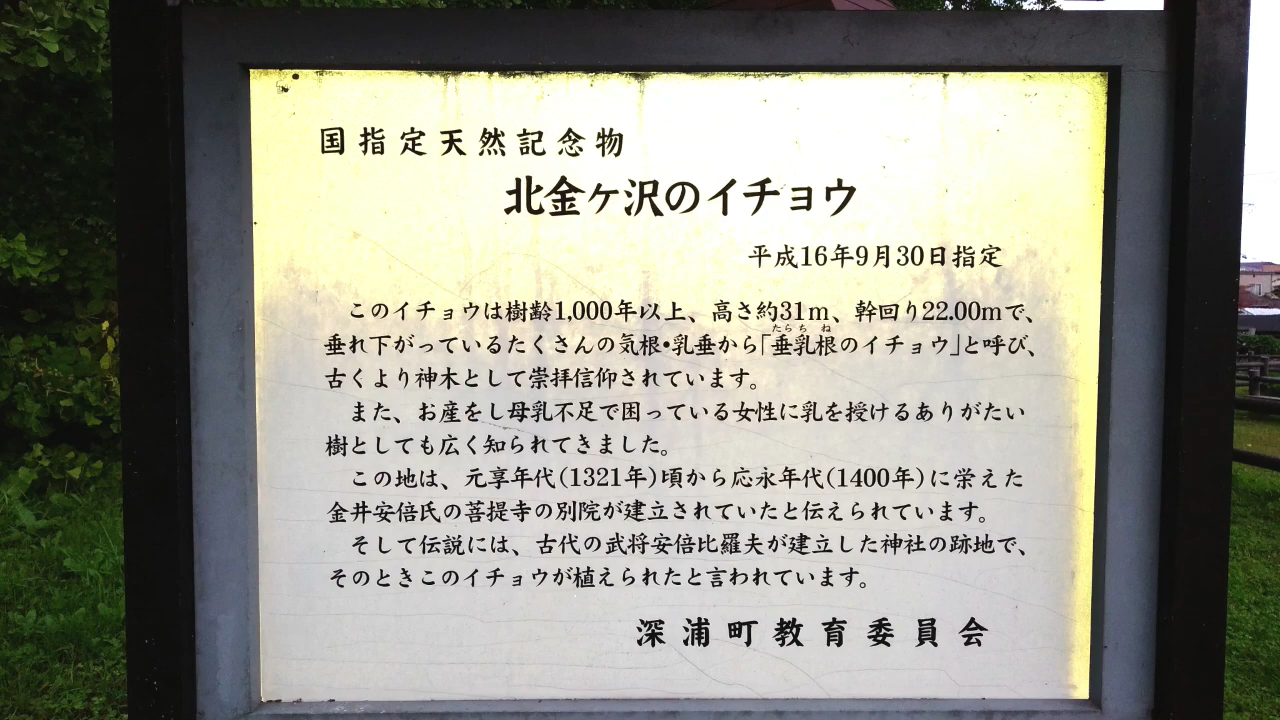 国指定天然記念物
北金ヶ沢のイチョウ
平成16年9月30日指定
このイチョウは樹齢1,000年以上、高さ約31m、幹回り22.00mで、
たらちね
垂れ下がっているたくさんの気根・乳垂から「垂乳根のイチョウ」と呼び、
古くより神木として崇拝信仰されています。
また、お産をし母乳不足で困っている女性に乳を授けるありがたい
樹としても広く知られてきました。
この地は、元享年代(1321年)頃から応永年代(1400年)に栄えた
金井安倍氏の菩提寺の別院が建立されていたと伝えられています。
そして伝説には、古代の武将安倍比羅夫が建立した神社の跡地で、
そのときこのイチョウが植えられたと言われています。
深浦町教育委員会